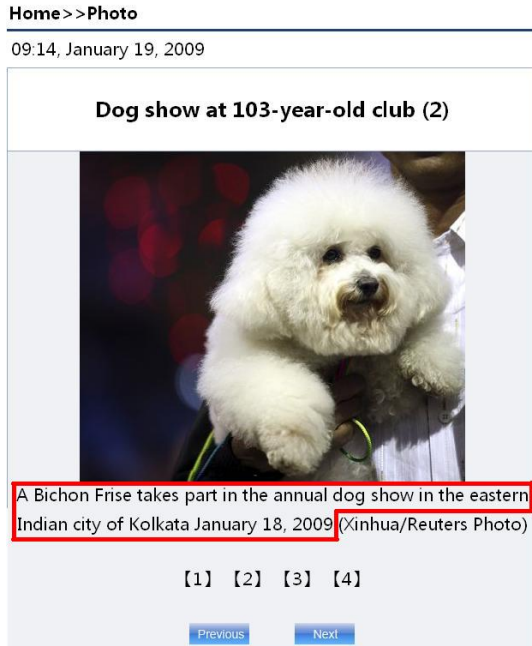 Home>>Photo
09:14, January 19, 2009
Dog show at 103-year-old club (2)
A Bichon Frise takes part in the annual dog show in the eastern
Indian city of Kolkata January 18, 2009 (Xinhua/Reuters Photo)
【1】 【2】 【3】 【4】
Previous Next